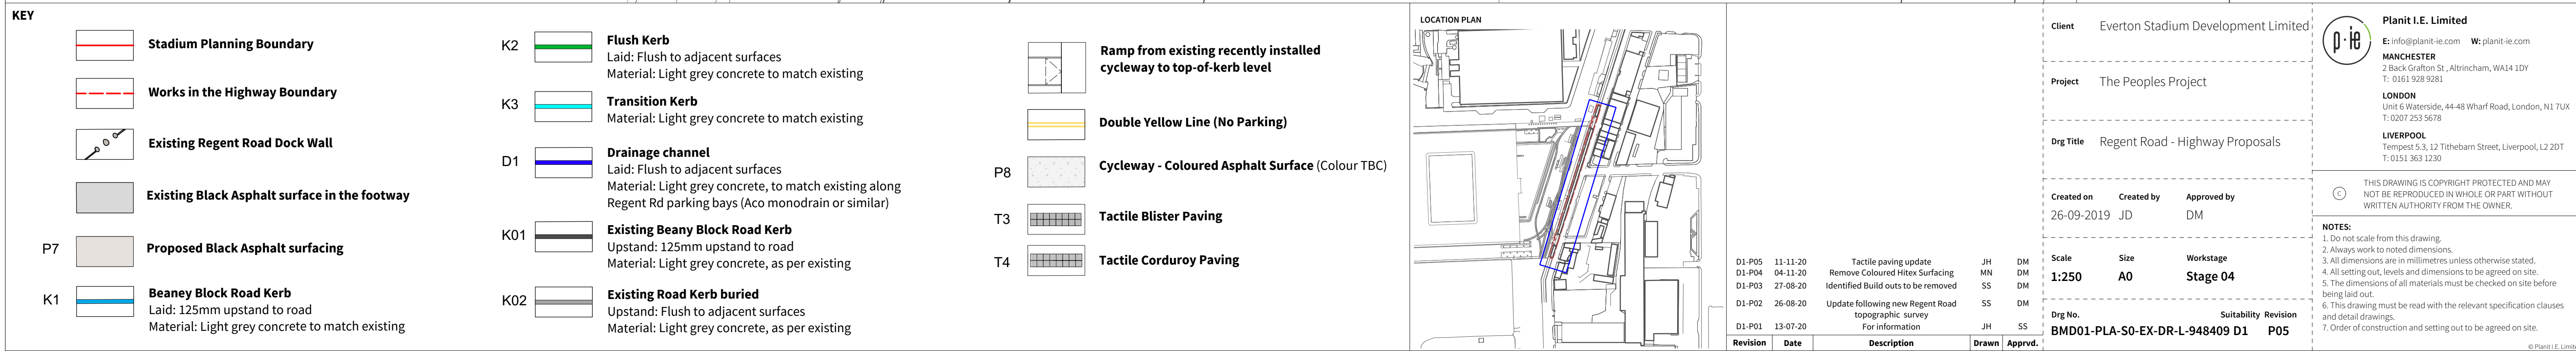 KEY
Stadium Planning Boundary
Works in the Highway Boundary
Existing Regent Road Dock Wall
Existing Black Asphalt surface in the footway
P7
Proposed Black Asphalt surfacing
K1
Beaney Block Road Kerb
Laid: 125mm upstand to road
Material: Light grey concrete to match existing
K2
Flush Kerb
Laid: Flush to adjacent surfaces
Material: Light grey concrete to match existing
K3
Transition Kerb
Material: Light grey concrete to match existing
D1
Drainage channel
Laid: Flush to adjacent surfaces
Material: Light grey concrete, to match existing along
Regent Rd parking bays (Aco monodrain or similar)
K01
Existing Beany Block Road Kerb
Upstand: 125mm upstand to road
Material: Light grey concrete, as per existing
K02
Existing Road Kerb buried
Upstand: Flush to adjacent surfaces
Material: Light grey concrete, as per existing
Ramp from existing recently installed
cycleway to top-of-kerb level
Double Yellow Line (No Parking)
P8
Cycleway - Coloured Asphalt Surface (Colour TBC)
T3
Tactile Blister Paving
T4
Tactile Corduroy Paving
LOCATION PLAN
D1-P05 11-11-20 Tactile paving update JH DM
D1-P04 04-11-20 Remove Coloured Hitex Surfacing MN DM
D1-P03 27-08-20 Identified Build outs to be removed SS DM
D1-P02 26-08-20 Update following new Regent Road SS DM
topographic survey
D1-P01 13-07-20 For information JH SS
Revision Date Description Drawn Apprvd.
Client Everton Stadium Development Limited
Project The Peoples Project
Drg Title Regent Road - Highway Proposals
Created on Created by Approved by
26-09-2019 JD DM
Scale Size Workstage
1:250 A0 Stage 04
Drg No. Suitability Revision
BMD01-PLA-S0-EX-DR-L-948409 D1 P05
p·ie
Planit I.E. Limited
E: info@planit-ie.com W: planit-ie.com
MANCHESTER
2 Back Grafton St , Altrincham, WA14 1DY
T: 0161 928 9281
LONDON
Unit 6 Waterside, 44-48 Wharf Road, London, N1 7UX
T: 0207 253 5678
LIVERPOOL
Tempest 5.3, 12 Tithebarn Street, Liverpool, L2 2DT
T: 0151 363 1230
C
THIS DRAWING IS COPYRIGHT PROTECTED AND MAY
NOT BE REPRODUCED IN WHOLE OR PART WITHOUT
WRITTEN AUTHORITY FROM THE OWNER.
NOTES:
1. Do not scale from this drawing.
2. Always work to noted dimensions.
3. All dimensions are in millimetres unless otherwise stated.
4. All setting out, levels and dimensions to be agreed on site.
5. The dimensions of all materials must be checked on site before
being laid out.
6. This drawing must be read with the relevant specification clauses
and detail drawings.
7. Order of construction and setting out to be agreed on site.
© Planit I.E. Limite